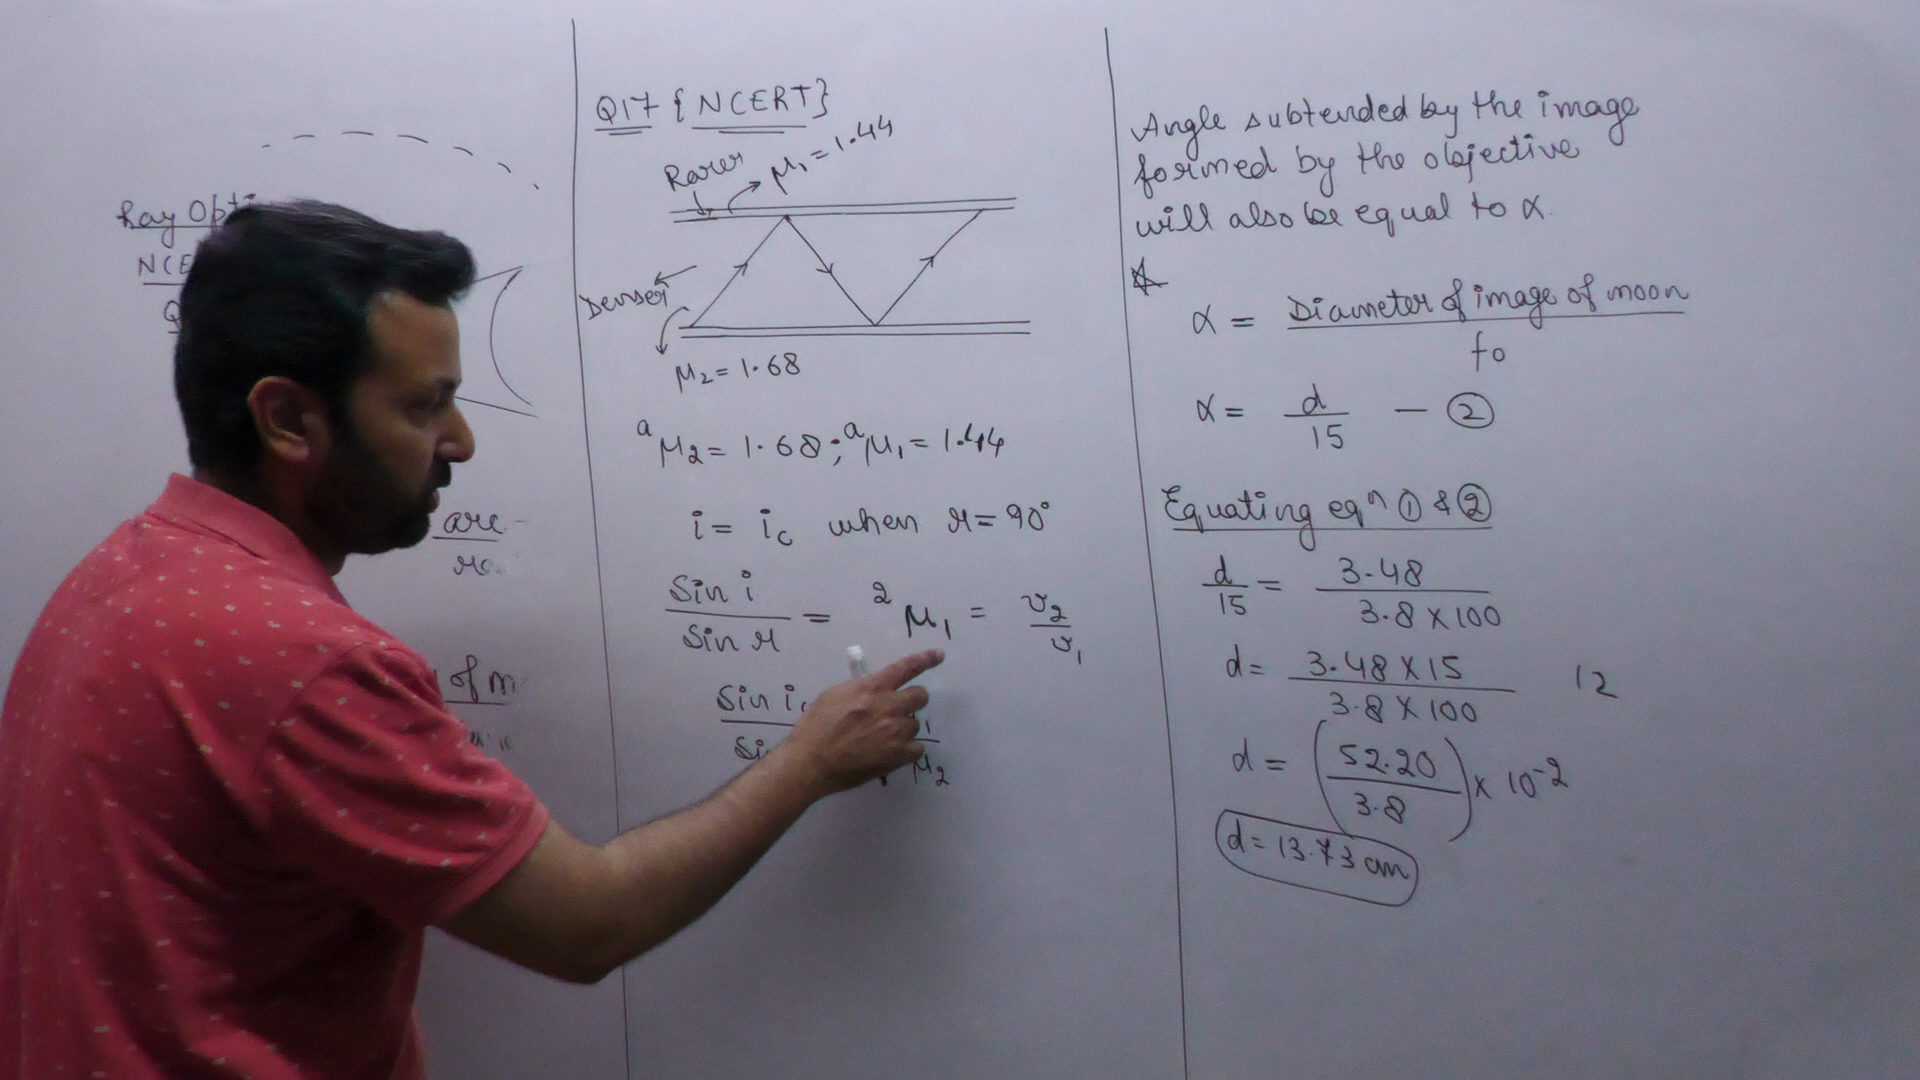 Ray Opti
NCE
Q
arc
of m
Q17 {NCERT}
Rarer
μ₁ = 1.44
Denser
μ₂ = 1.68
ᵃμ₂ = 1.68; ᵃμ₁ = 1.44
i = i꜀ when r = 90°
Sin i / Sin r = ²μ₁ = v₂ / v₁
Sin i꜀
μ₂
Angle subtended by the image
formed by the objective
will also be equal to α.
α = Diameter of image of moon / fo
α = d / 15 — ②
Equating eqⁿ ① & ②
d / 15 = 3.48 / 3.8 × 100
d = 3.48 × 15 / 3.8 × 100
12
d = (52.20 / 3.8) × 10⁻²
d = 13.73 cm